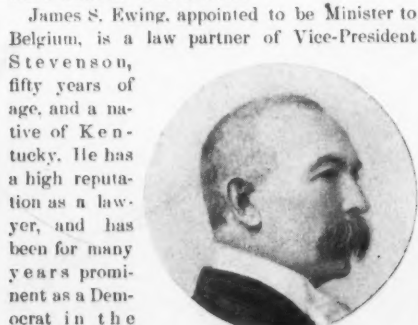 James S. Ewing, appointed to be Minister to
Belgium, is a law partner of Vice-President
Stevenson,
fifty years of
age, and a na-
tive of Ken-
tucky. He has
a high reputa-
tion as a law-
yer, and has
been for many
years promi-
nent as a Dem-
ocrat in the